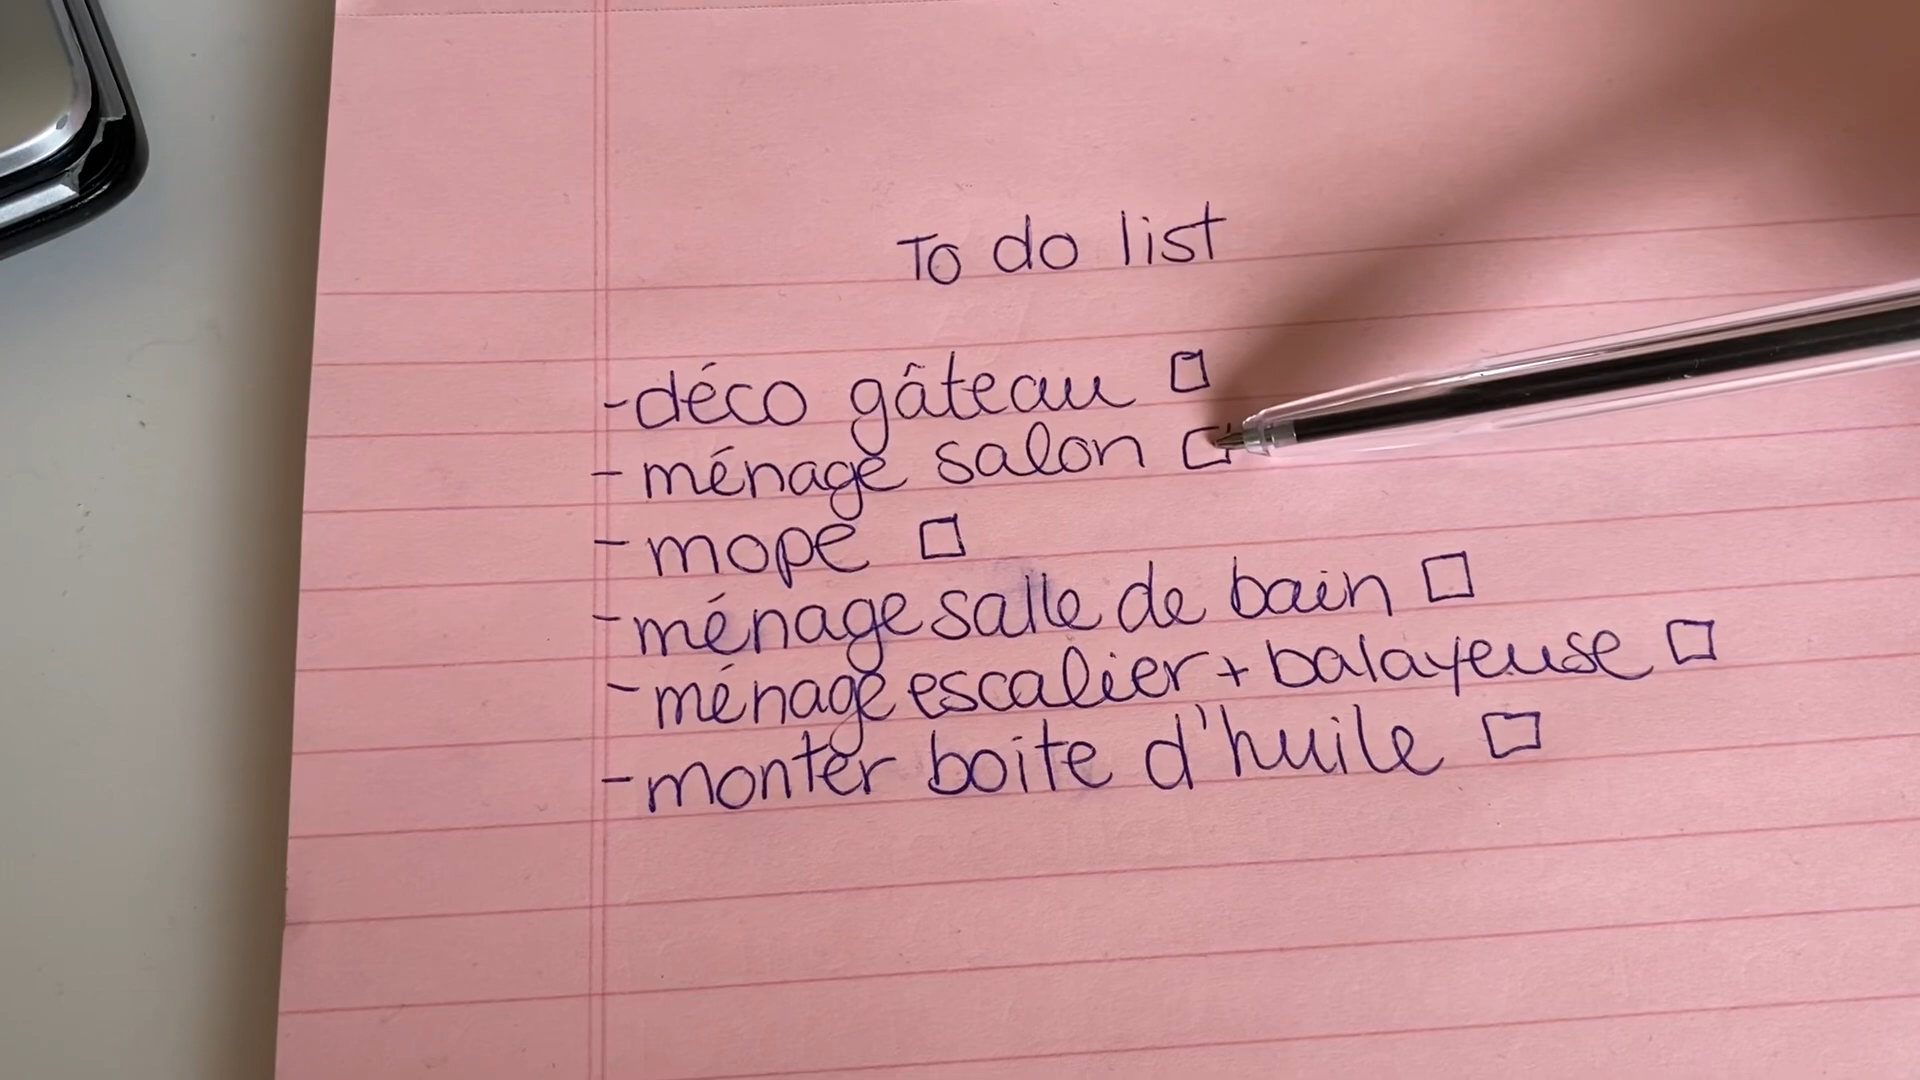 To do list
-déco gâteau □
-ménage salon □
-mope □
-ménage salle de bain □
-ménage escalier + balayeuse □
-monter boite d'huile □